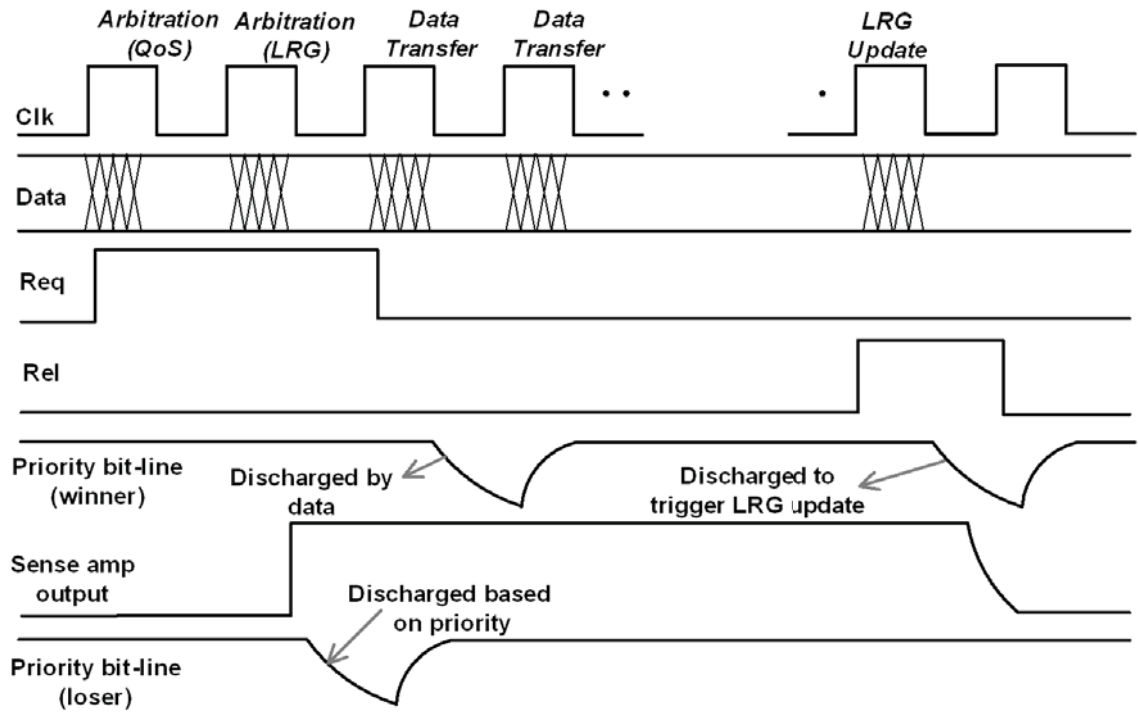 Arbitration (QoS)
Arbitration (LRG)
Data Transfer
Data Transfer
LRG Update
Clk
Data
Req
Rel
Priority bit-line
(winner)
Discharged by
data
Discharged to
trigger LRG update
Sense amp
output
Discharged based
on priority
Priority bit-line
(loser)